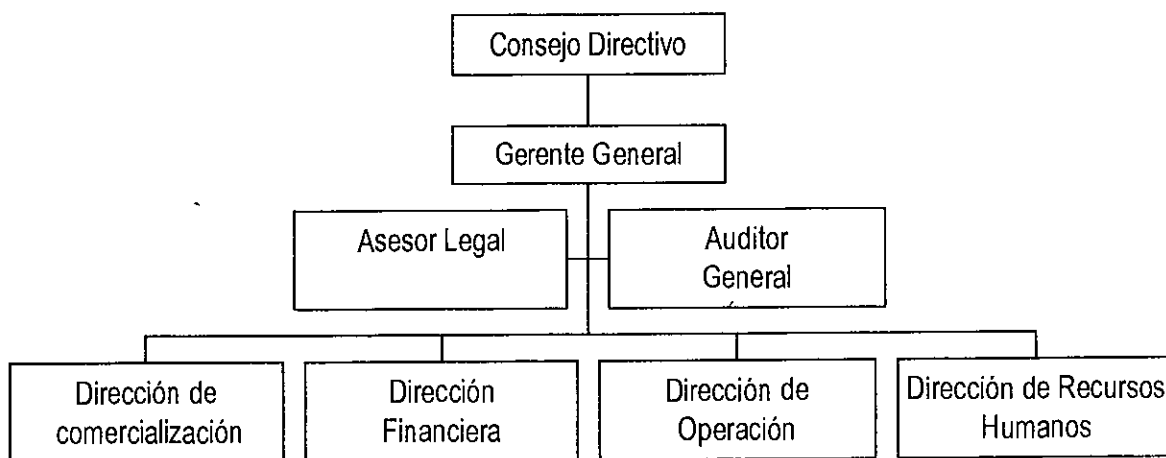 Consejo Directivo
Gerente General
Asesor Legal
Auditor
General
Dirección de
comercialización
Dirección
Financiera
Dirección de
Operación
Dirección de Recursos
Humanos